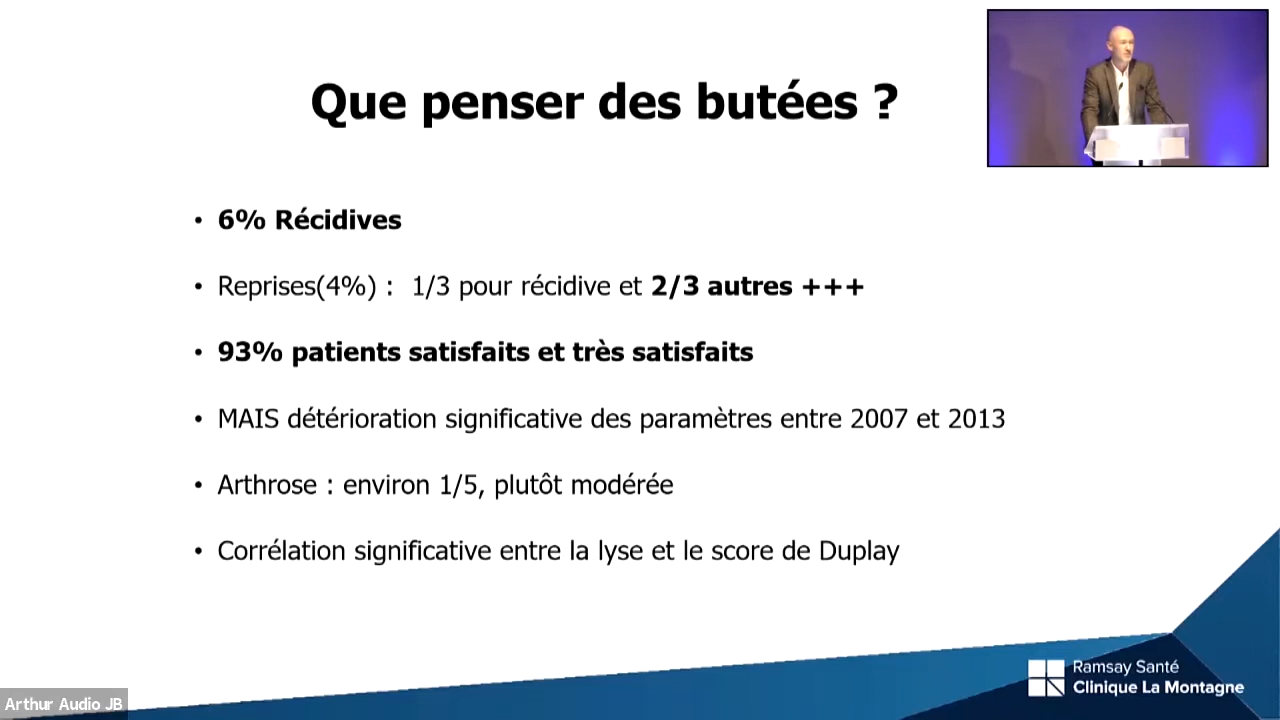 Que penser des butées ?
• 6% Récidives
• Reprises(4%) : 1/3 pour récidive et 2/3 autres +++
• 93% patients satisfaits et très satisfaits
• MAIS détérioration significative des paramètres entre 2007 et 2013
• Arthrose : environ 1/5, plutôt modérée
• Corrélation significative entre la lyse et le score de Duplay
Ramsay Santé
Clinique La Montagne
Arthur Audio JB